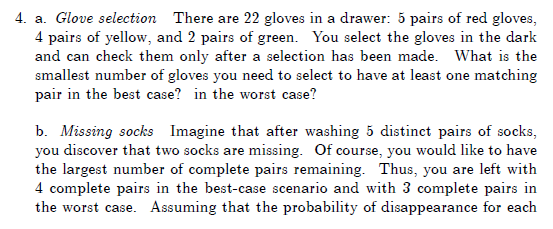 4. a. Glove selection There are 22 gloves in a drawer: 5 pairs of red gloves,
4 pairs of yellow, and 2 pairs of green. You select the gloves in the dark
and can check them only after a selection has been made. What is the
smallest number of gloves you need to select to have at least one matching
pair in the best case? in the worst case?
b. Missing socks Imagine that after washing 5 distinct pairs of socks,
you discover that two socks are missing. Of course, you would like to have
the largest number of complete pairs remaining. Thus, you are left with
4 complete pairs in the best-case scenario and with 3 complete pairs in
the worst case. Assuming that the probability of disappearance for each